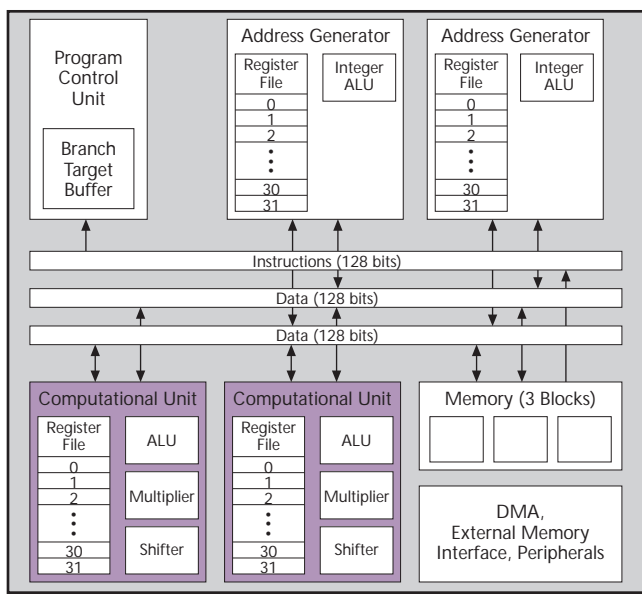 Program
Control
Unit
Branch
Target
Buffer
Address Generator
Register
File
0
1
2
30
31
Integer
ALU
Address Generator
Register
File
0
1
2
30
31
Integer
ALU
Instructions (128 bits)
Data (128 bits)
Data (128 bits)
Computational Unit
Register
File
0
1
2
30
31
ALU
Multiplier
Shifter
Computational Unit
Register
File
0
1
2
30
31
ALU
Multiplier
Shifter
Memory (3 Blocks)
DMA,
External Memory
Interface, Peripherals